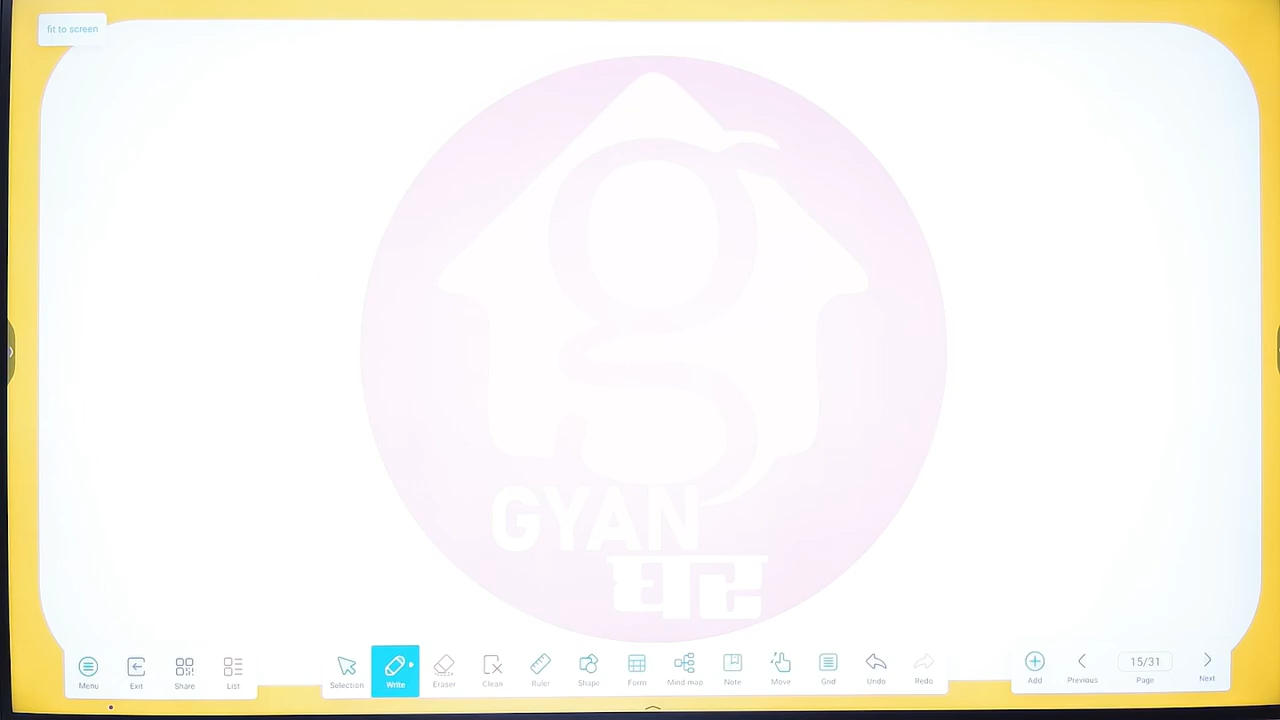 fit to screen
GYAN
घर
Menu
Exit
Share
List
Selection
Write
Eraser
Clean
Ruler
Shape
Form
Mind map
Note
Move
Grid
Undo
Redo
Add
Previous
15/31
Page
Next